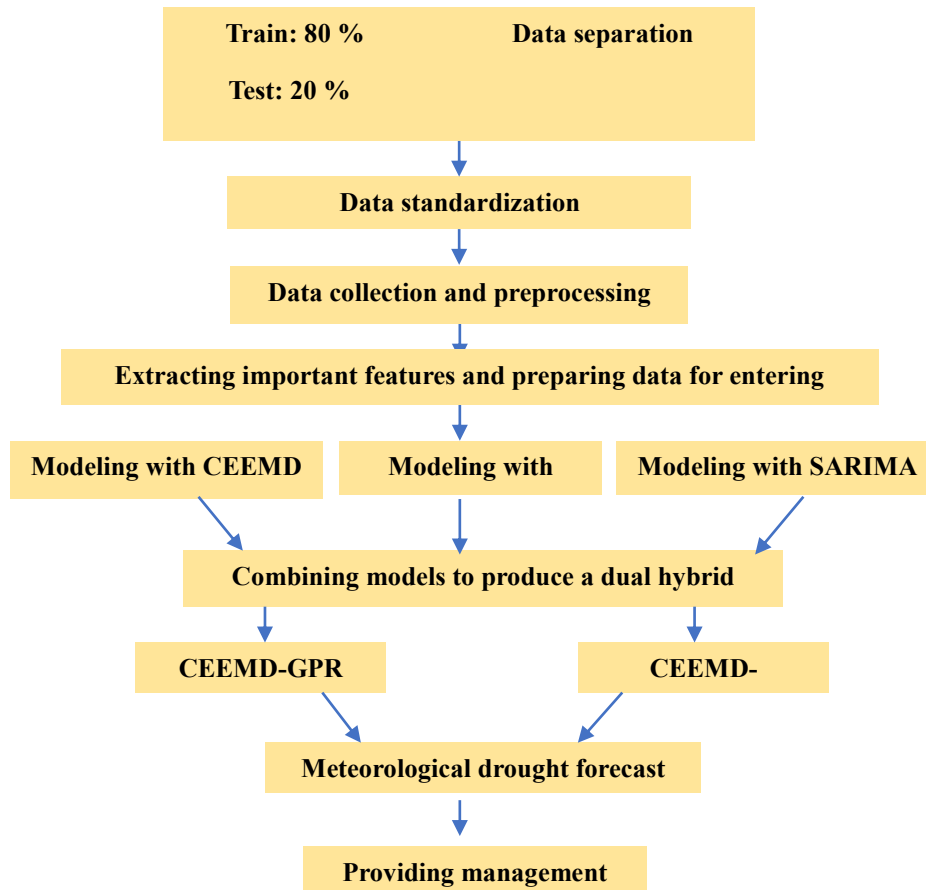 Train: 80 % Data separation
Test: 20 %
Data standardization
Data collection and preprocessing
Extracting important features and preparing data for entering
Modeling with CEEMD
Modeling with
Modeling with SARIMA
Combining models to produce a dual hybrid
CEEMD-GPR
CEEMD-
Meteorological drought forecast
Providing management